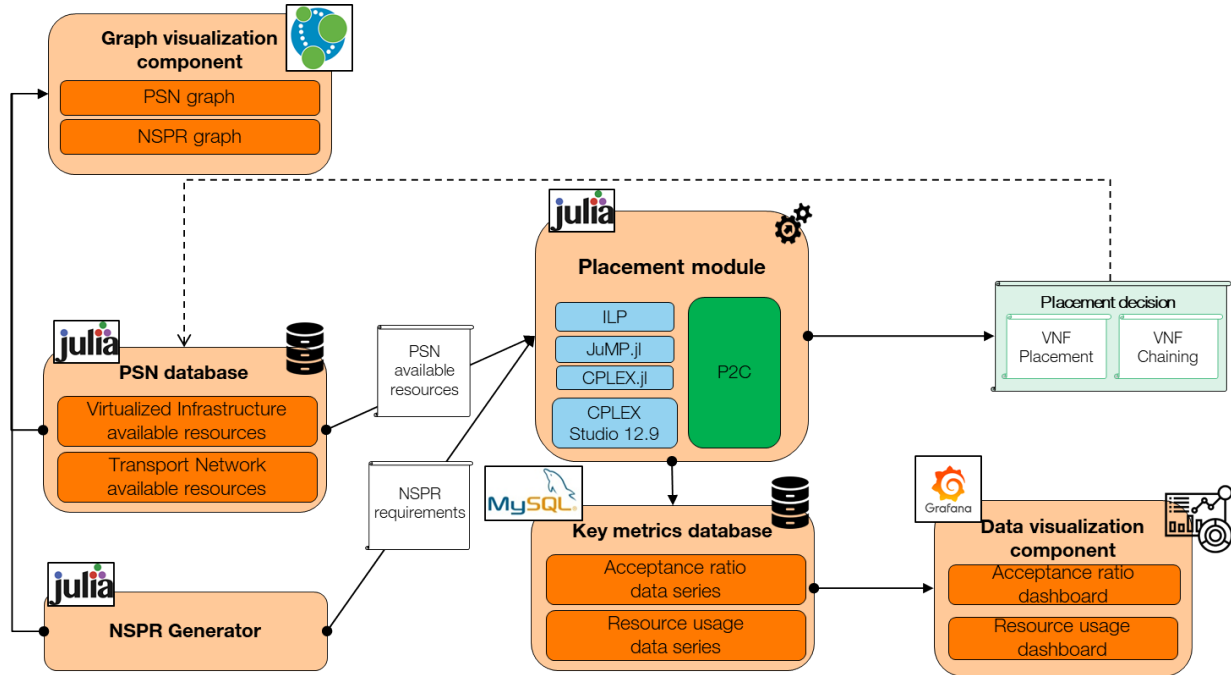 Graph visualization
component
PSN graph
NSPR graph
julia
Placement module
ILP
JuMP.jl
CPLEX.jl
CPLEX
Studio 12.9
P2C
Placement decision
VNF
Placement
VNF
Chaining
julia
PSN database
Virtualized Infrastructure
available resources
Transport Network
available resources
PSN
available
resources
NSPR
requirements
julia
NSPR Generator
MySQL®
Key metrics database
Acceptance ratio
data series
Resource usage
data series
Grafana
Data visualization
component
Acceptance ratio
dashboard
Resource usage
dashboard